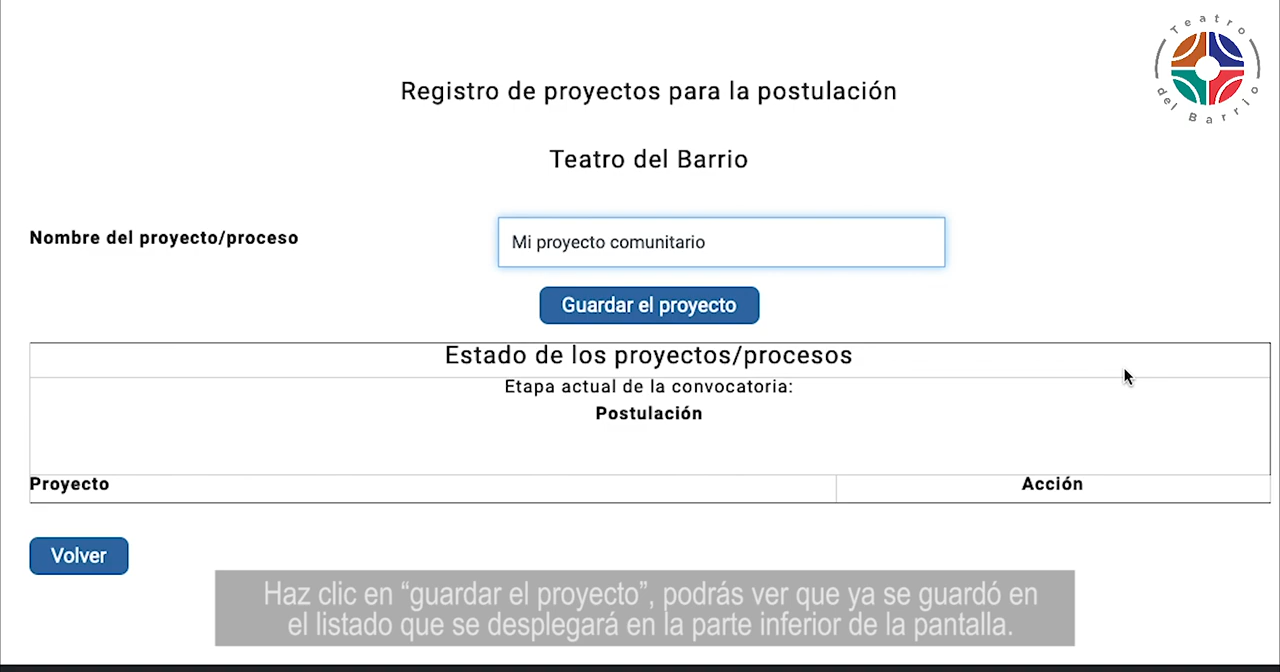 Teatro
del Barrio
Registro de proyectos para la postulación
Teatro del Barrio
Nombre del proyecto/proceso
Mi proyecto comunitario
Guardar el proyecto
Estado de los proyectos/procesos
Etapa actual de la convocatoria:
Postulación
Proyecto
Acción
Volver
Haz clic en “guardar el proyecto”, podrás ver que ya se guardó en
el listado que se desplegará en la parte inferior de la pantalla.